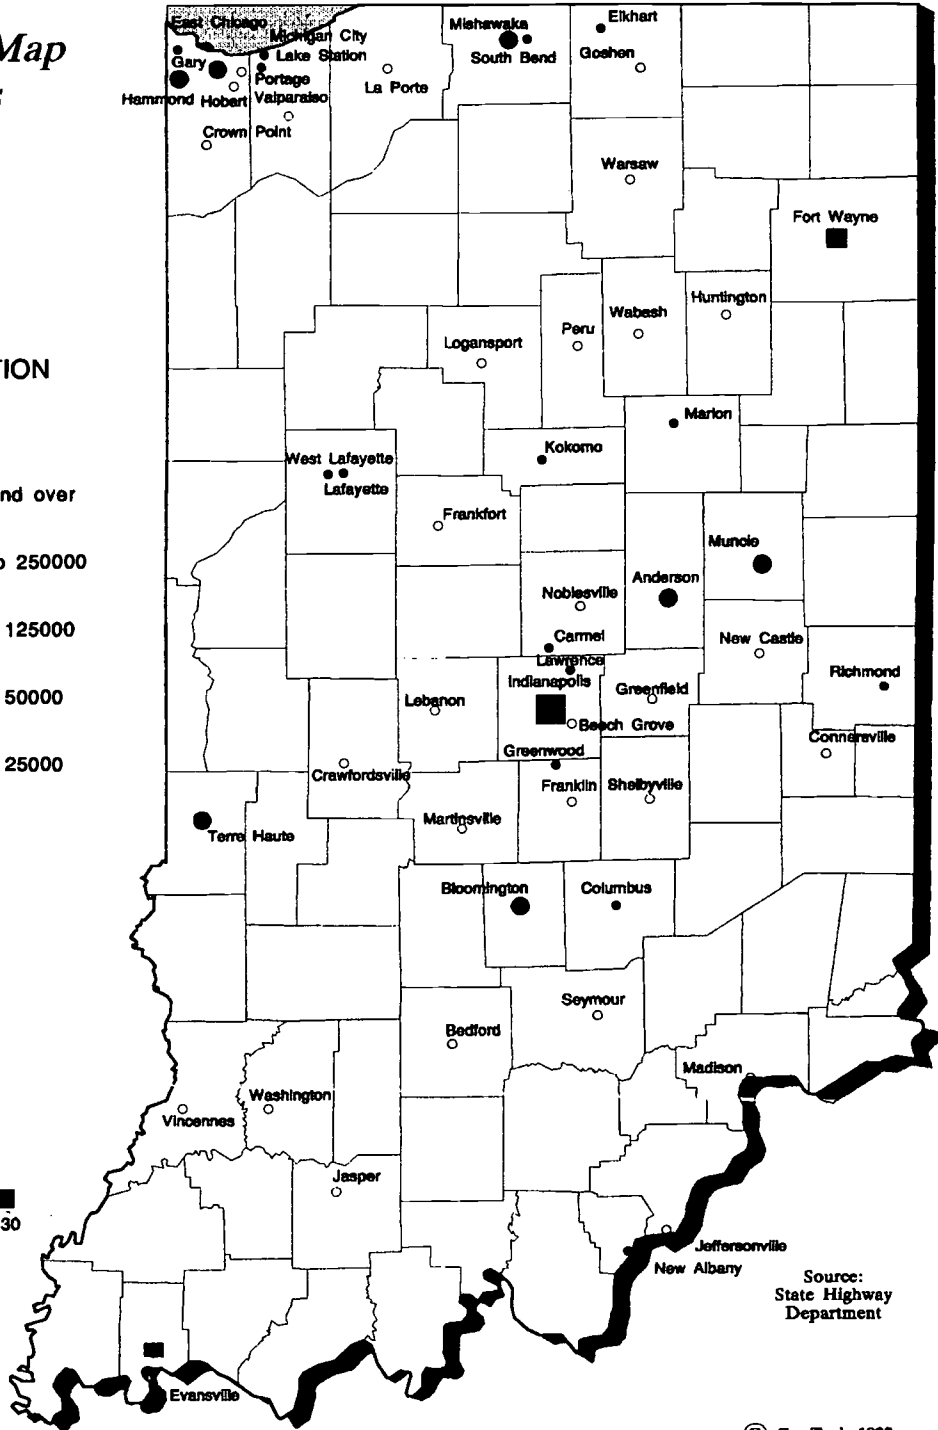 Map
East Chicago
Mishawaka
Elkhart
Michigan City
Lake Station
South Bend
Goshen
Gary
Portage
La Porte
Hammond
Hobart
Valparaiso
Crown Point
Warsaw
Fort Wayne
Huntington
Wabash
Peru
Logansport
TION
Marion
Kokomo
West Lafayette
Lafayette
nd over
Frankfort
Muncie
o 250000
Anderson
Noblesville
125000
Carmel
New Castle
Lawrence
Richmond
Indianapolis
Greenfield
50000
Lebanon
Beech Grove
Connersville
Greenwood
25000
Crawfordsville
Franklin
Shelbyville
Martinsville
Terre Haute
Bloomington
Columbus
Seymour
Bedford
Madison
Washington
Vincennes
Jasper
30
Jeffersonville
New Albany
Source:
State Highway
Department
Evansville